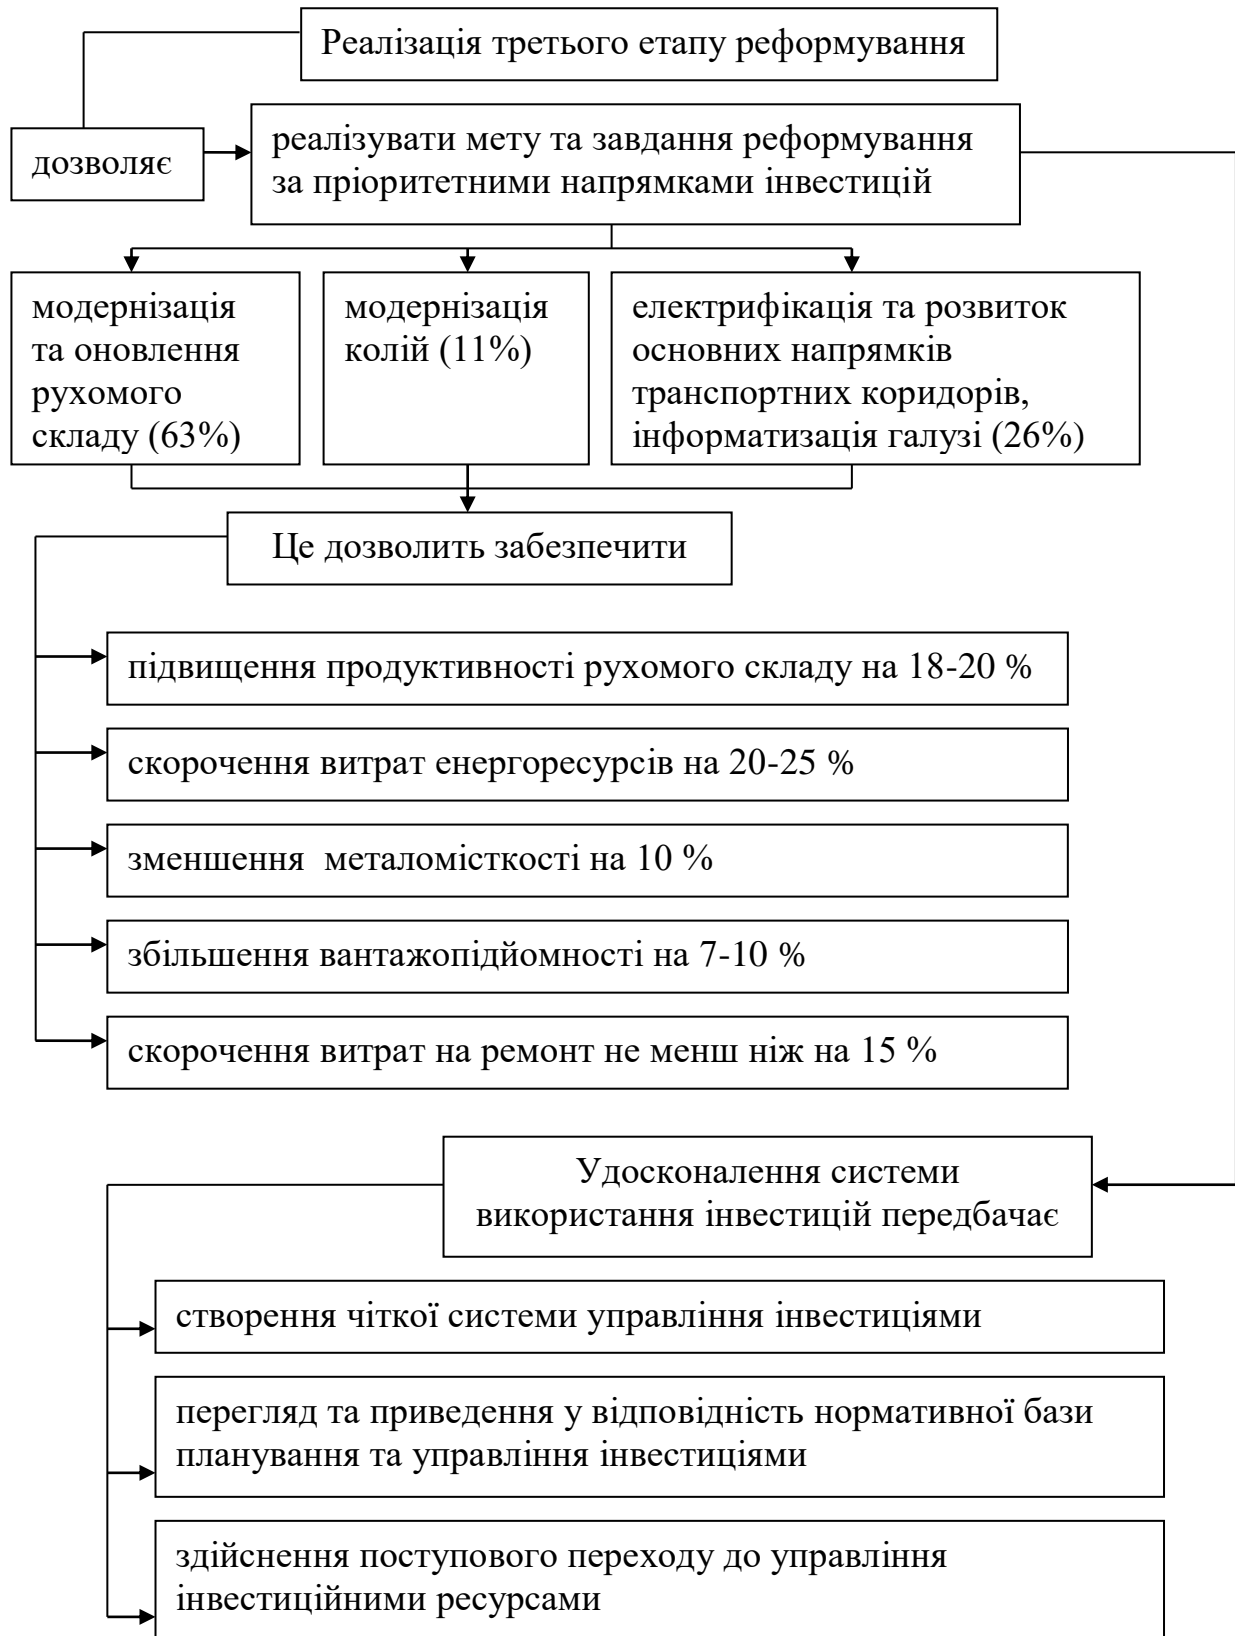 Реалізація третього етапу реформування
дозволяє
реалізувати мету та завдання реформування
за пріоритетними напрямками інвестицій
модернізація
та оновлення
рухомого
складу (63%)
модернізація
колій (11%)
електрифікація та розвиток
основних напрямків
транспортних коридорів,
інформатизація галузі (26%)
Це дозволить забезпечити
підвищення продуктивності рухомого складу на 18-20 %
скорочення витрат енергоресурсів на 20-25 %
зменшення  металомісткості на 10 %
збільшення вантажопідйомності на 7-10 %
скорочення витрат на ремонт не менш ніж на 15 %
Удосконалення системи
використання інвестицій передбачає
створення чіткої системи управління інвестиціями
перегляд та приведення у відповідність нормативної бази
планування та управління інвестиціями
здійснення поступового переходу до управління
інвестиційними ресурсами